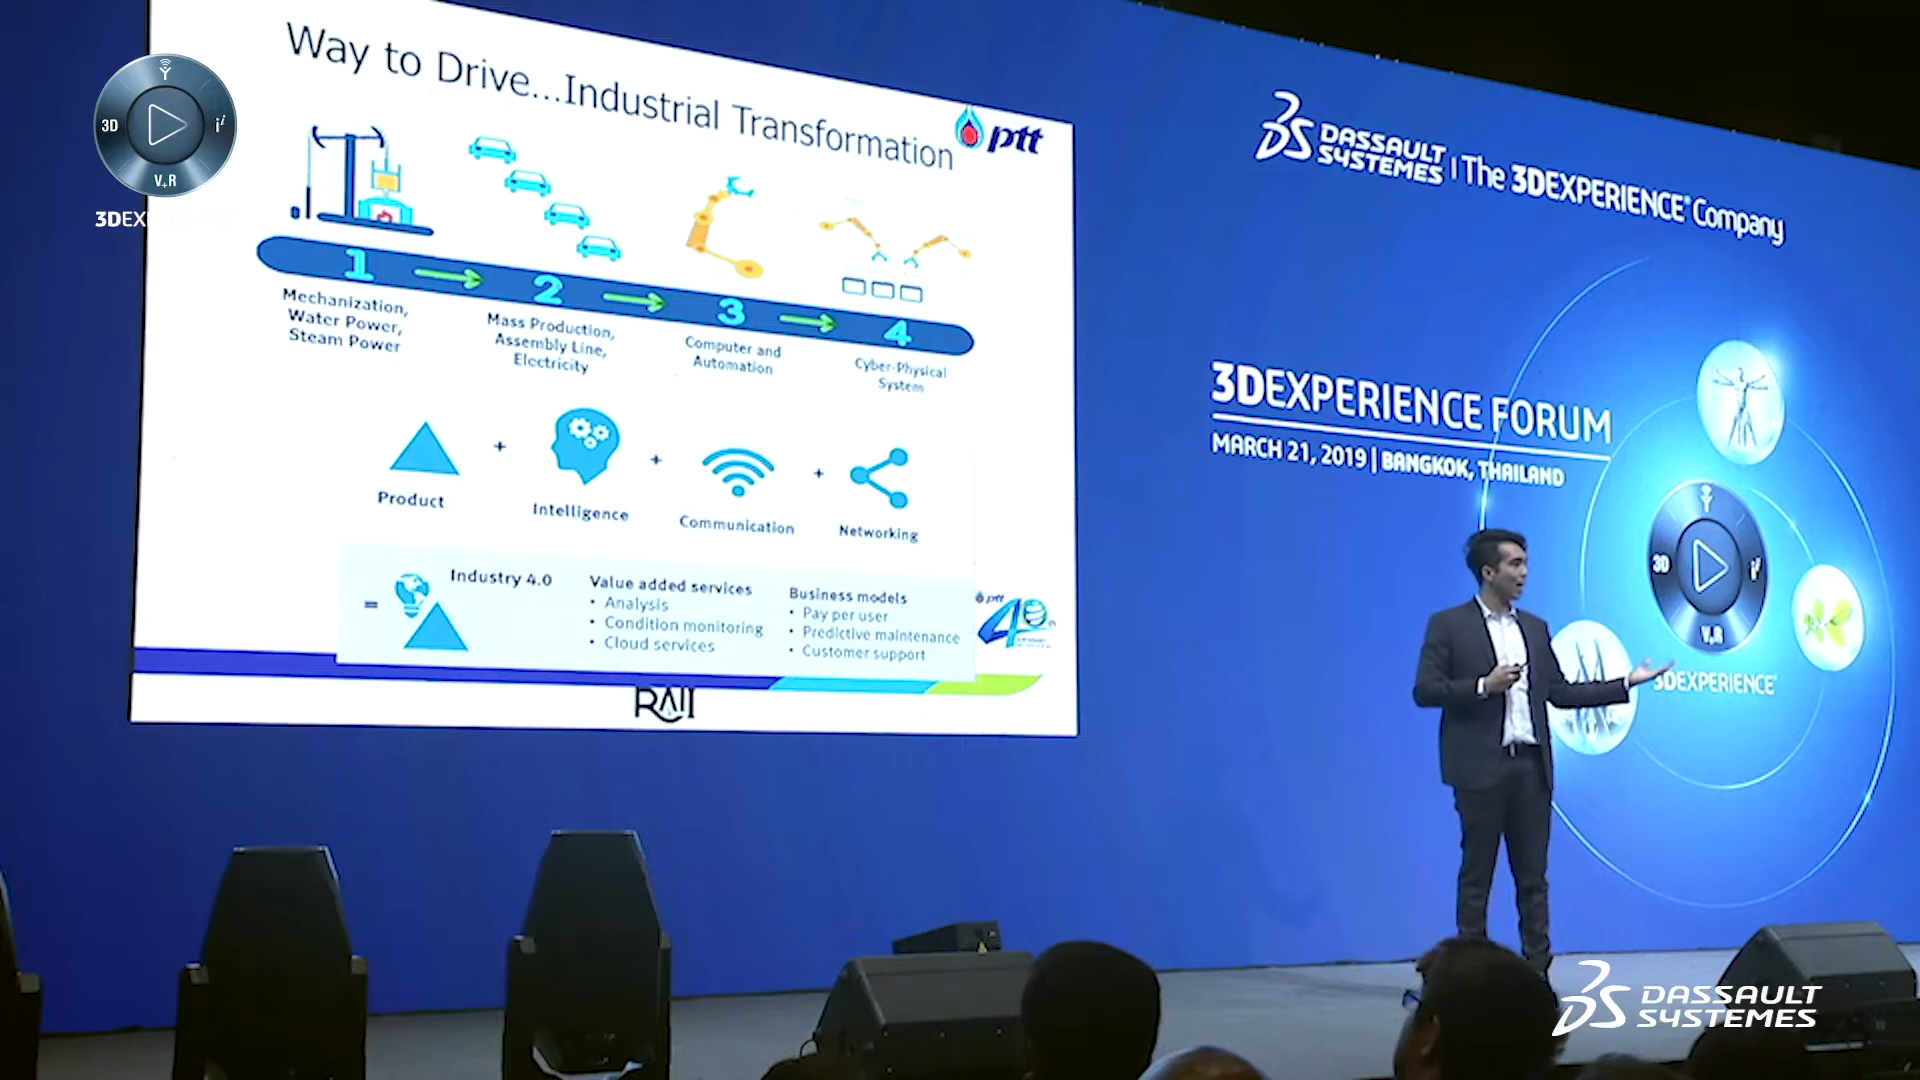 Way to Drive...Industrial Transformation
ptt
3D
V+R
3DEX
1
2
3
4
Mechanization,
Water Power,
Steam Power
Mass Production,
Assembly Line,
Electricity
Computer and
Automation
Cyber-Physical
System
Product
+
Intelligence
+
Communication
+
Networking
=
Industry 4.0
Value added services
• Analysis
• Condition monitoring
• Cloud services
Business models
• Pay per user
• Predictive maintenance
• Customer support
ptt
40
RAII
DASSAULT
SYSTEMES | The 3DEXPERIENCE® Company
3DEXPERIENCE FORUM
MARCH 21, 2019 | BANGKOK, THAILAND
3D
V+R
3DEXPERIENCE®
DASSAULT
SYSTEMES